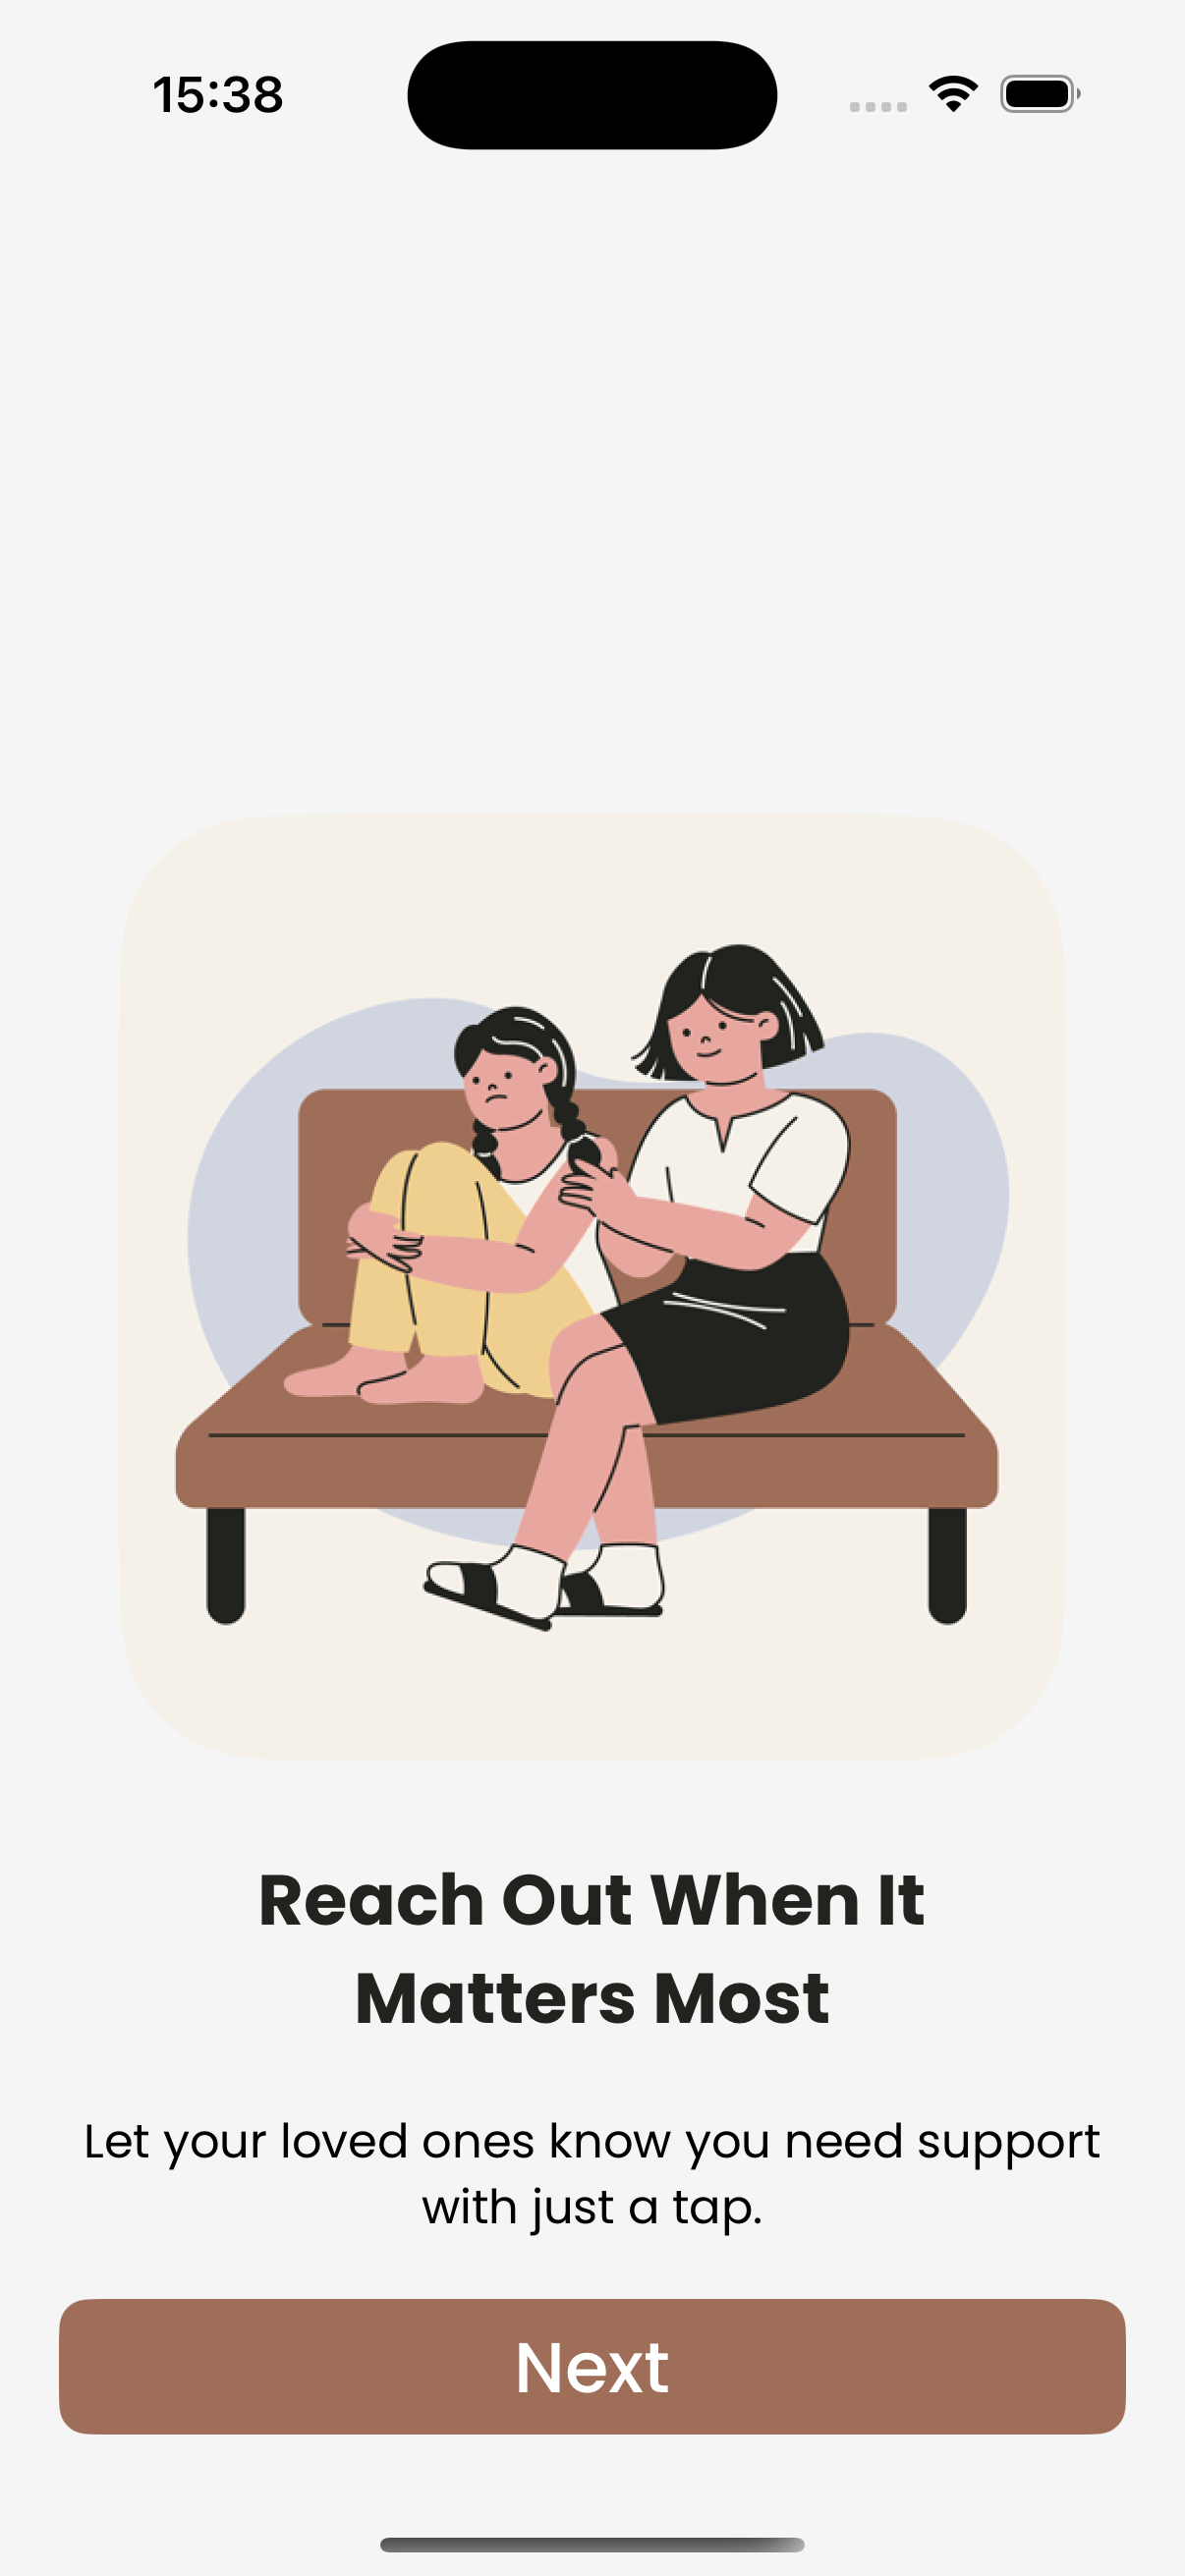 15:38
Reach Out When It
Matters Most
Let your loved ones know you need support
with just a tap.
Next